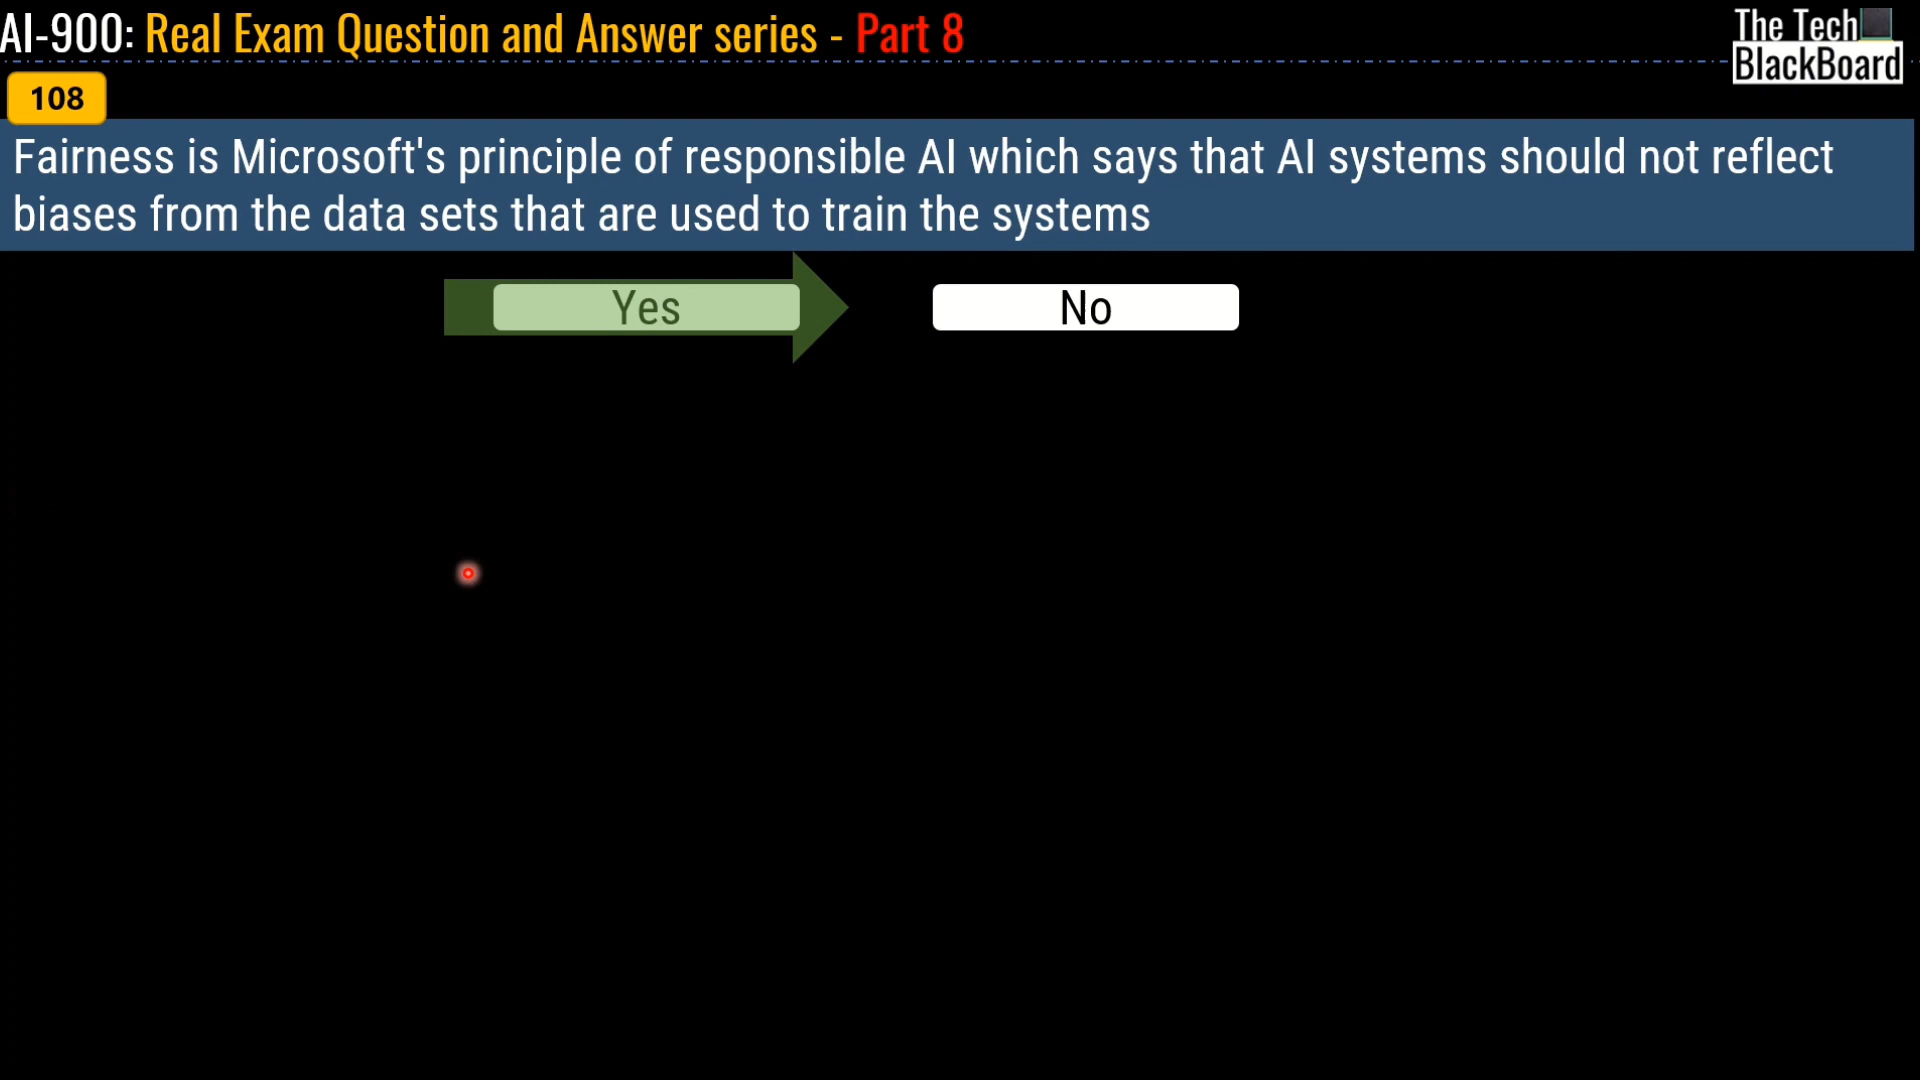 AI-900: Real Exam Question and Answer series - Part 8
The Tech
BlackBoard
108
Fairness is Microsoft's principle of responsible AI which says that AI systems should not reflect
biases from the data sets that are used to train the systems
Yes
No